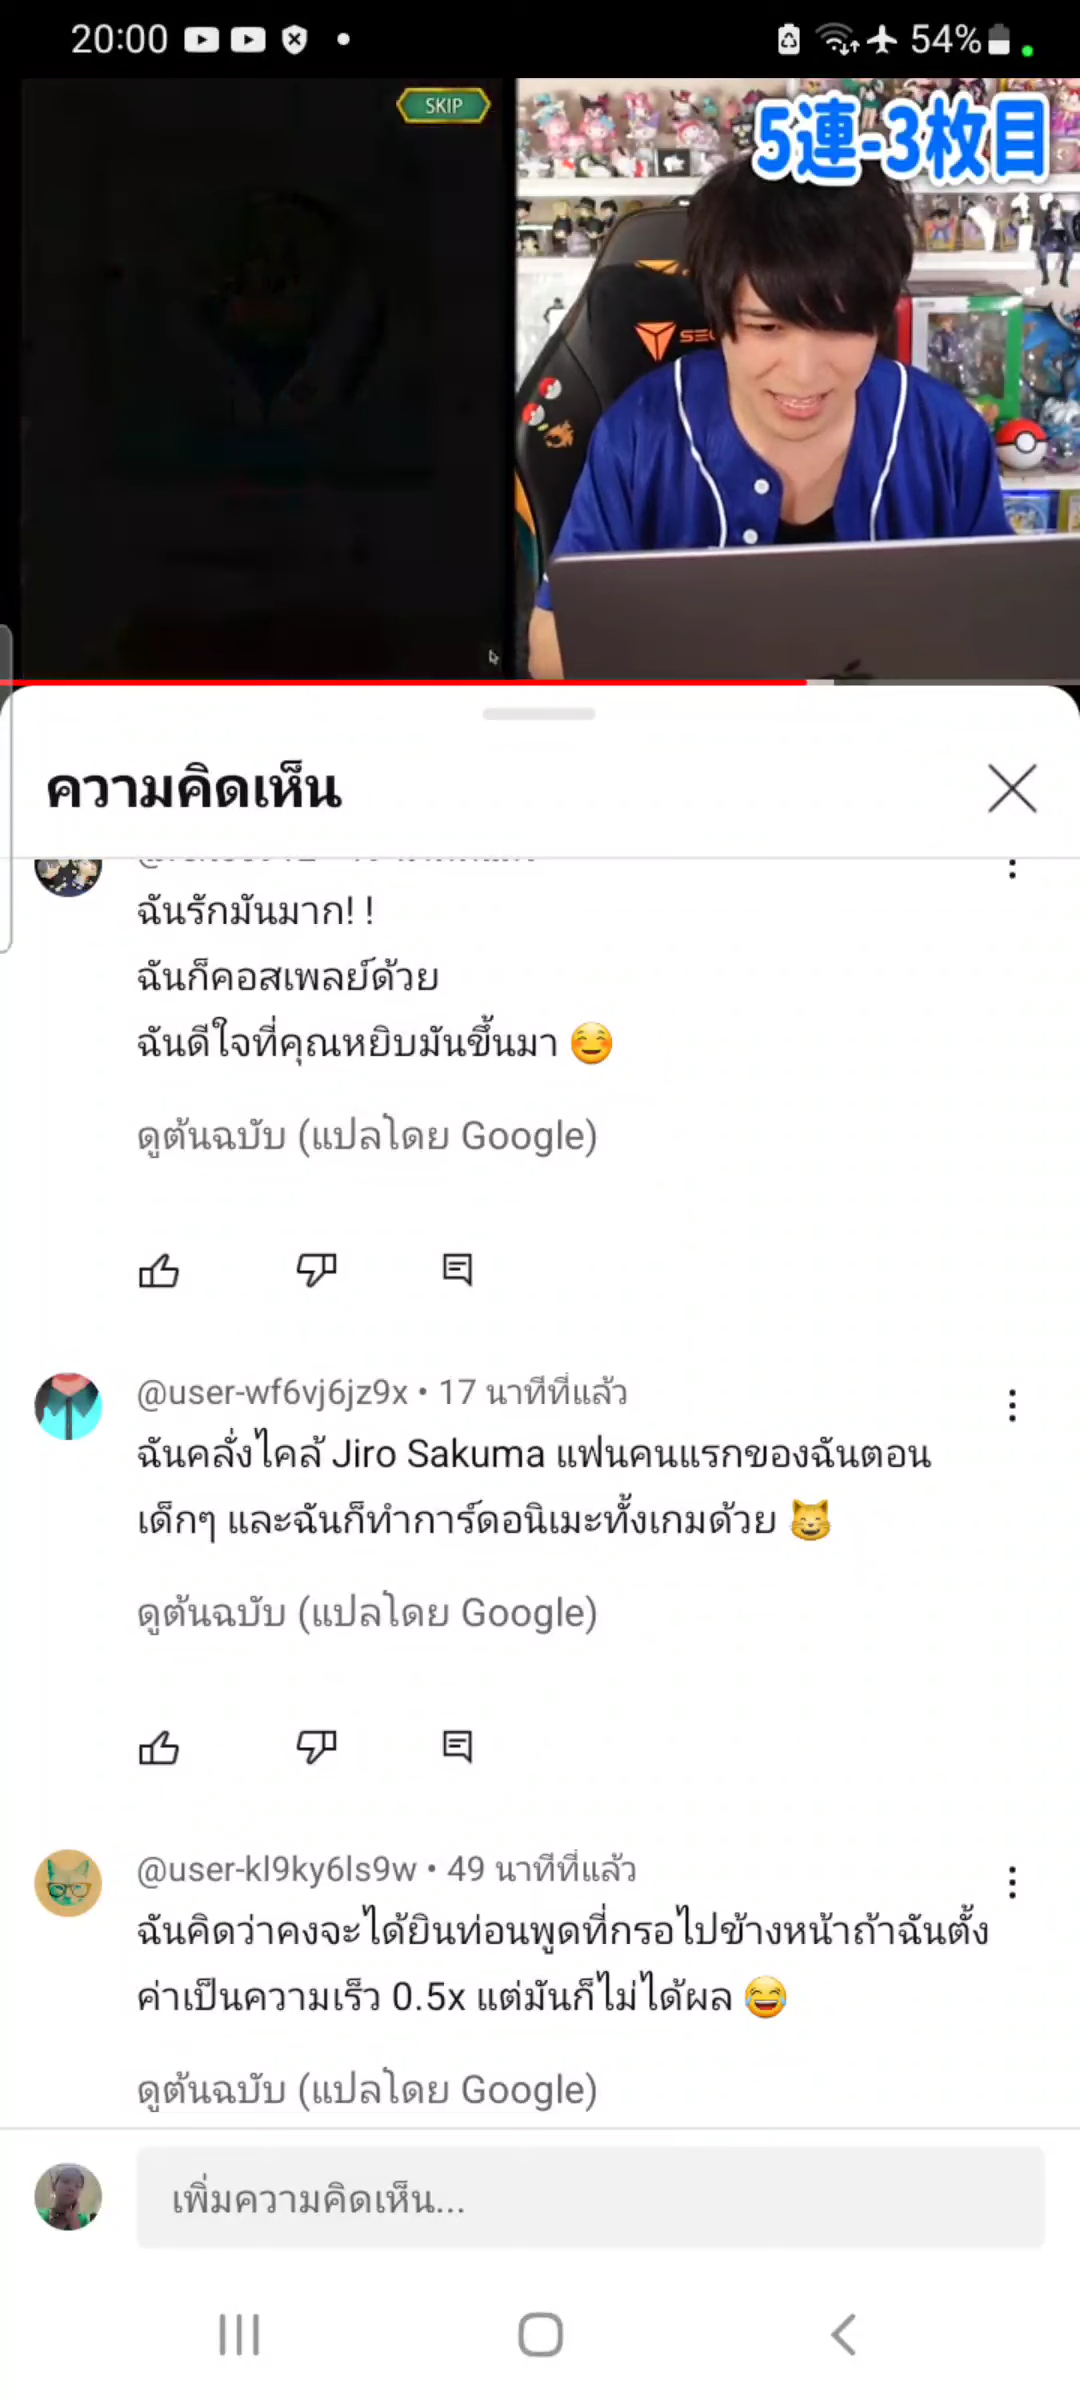 20:00
54%
SKIP
5連-3枚目
ความคิดเห็น
ฉันรักมันมาก! !
ฉันก็คอสเพลย์ด้วย
ฉันดีใจที่คุณหยิบมันขึ้นมา ☺️
ดูต้นฉบับ (แปลโดย Google)
@user-wf6vj6jz9x • 17 นาทีที่แล้ว
ฉันคลั่งไคล้ Jiro Sakuma แฟนคนแรกของฉันตอน
เด็กๆ และฉันก็ทำการ์ดอนิเมะทั้งเกมด้วย 😸
ดูต้นฉบับ (แปลโดย Google)
@user-kl9ky6ls9w • 49 นาทีที่แล้ว
ฉันคิดว่าคงจะได้ยินท่อนพูดที่กรอไปข้างหน้าถ้าฉันตั้ง
ค่าเป็นความเร็ว 0.5x แต่มันก็ไม่ได้ผล 😂
ดูต้นฉบับ (แปลโดย Google)
เพิ่มความคิดเห็น...